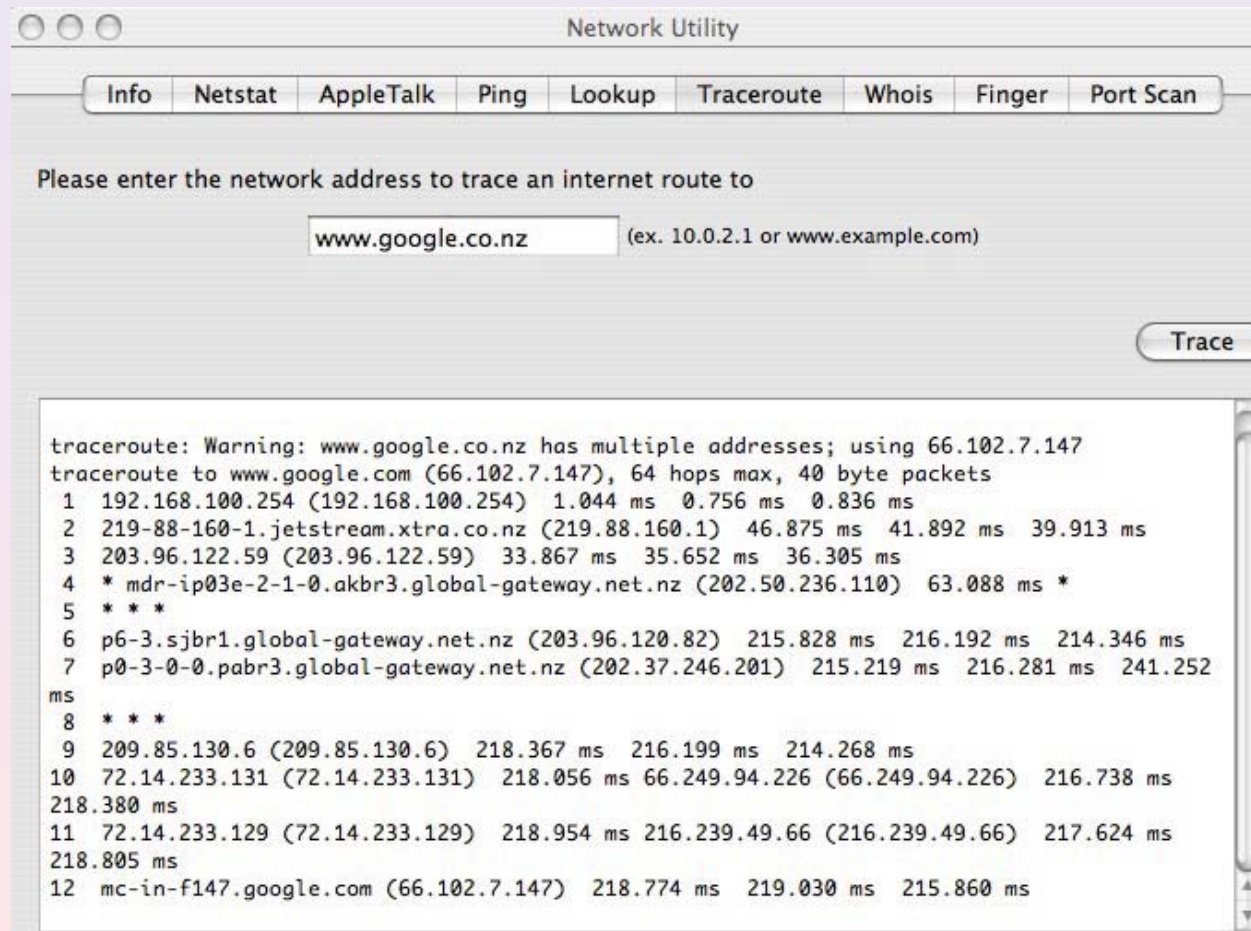 Network Utility
Info Netstat AppleTalk Ping Lookup Traceroute Whois Finger Port Scan
Please enter the network address to trace an internet route to
www.google.co.nz (ex. 10.0.2.1 or www.example.com)
Trace
traceroute: Warning: www.google.co.nz has multiple addresses; using 66.102.7.147
traceroute to www.google.com (66.102.7.147), 64 hops max, 40 byte packets
1 192.168.100.254 (192.168.100.254) 1.044 ms 0.756 ms 0.836 ms
2 219-88-160-1.jetstream.xtra.co.nz (219.88.160.1) 46.875 ms 41.892 ms 39.913 ms
3 203.96.122.59 (203.96.122.59) 33.867 ms 35.652 ms 36.305 ms
4 * mdr-ip03e-2-1-0.akbr3.global-gateway.net.nz (202.50.236.110) 63.088 ms *
5 * * *
6 p6-3.sjbr1.global-gateway.net.nz (203.96.120.82) 215.828 ms 216.192 ms 214.346 ms
7 p0-3-0-0.pabr3.global-gateway.net.nz (202.37.246.201) 215.219 ms 216.281 ms 241.252
ms
8 * * *
9 209.85.130.6 (209.85.130.6) 218.367 ms 216.199 ms 214.268 ms
10 72.14.233.131 (72.14.233.131) 218.056 ms 66.249.94.226 (66.249.94.226) 216.738 ms
218.380 ms
11 72.14.233.129 (72.14.233.129) 218.954 ms 216.239.49.66 (216.239.49.66) 217.624 ms
218.805 ms
12 mc-in-f147.google.com (66.102.7.147) 218.774 ms 219.030 ms 215.860 ms